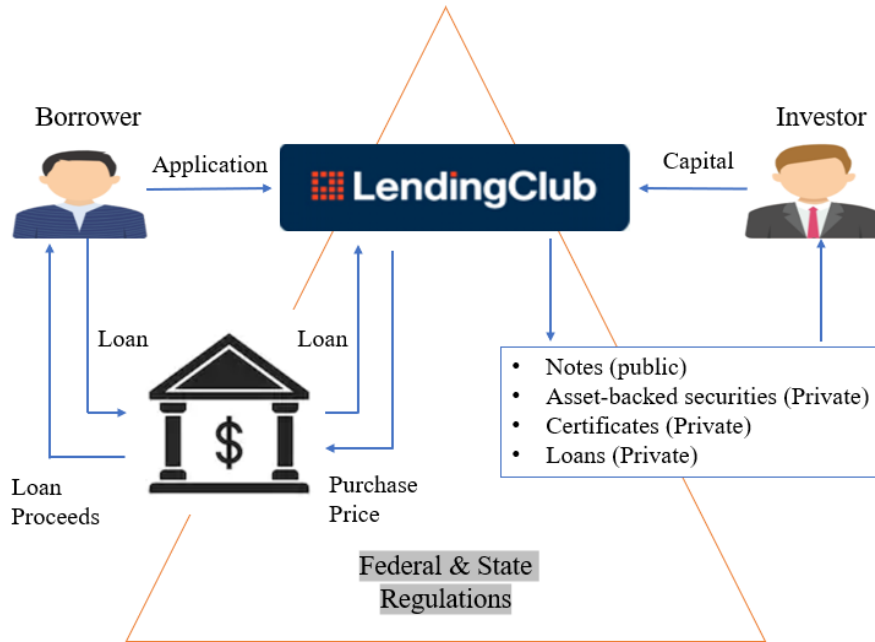 Borrower
Investor
Application
LendingClub
Capital
Loan
Loan
• Notes (public)
• Asset-backed securities (Private)
• Certificates (Private)
• Loans (Private)
$
Loan
Proceeds
Purchase
Price
Federal & State
Regulations